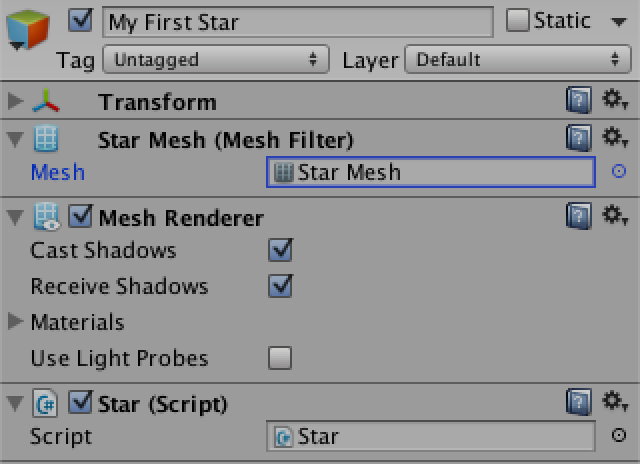 My First Star Static
Tag Untagged Layer Default
Transform
Star Mesh (Mesh Filter)
Mesh Star Mesh
Mesh Renderer
Cast Shadows
Receive Shadows
Materials
Use Light Probes
C# Star (Script)
Script C# Star